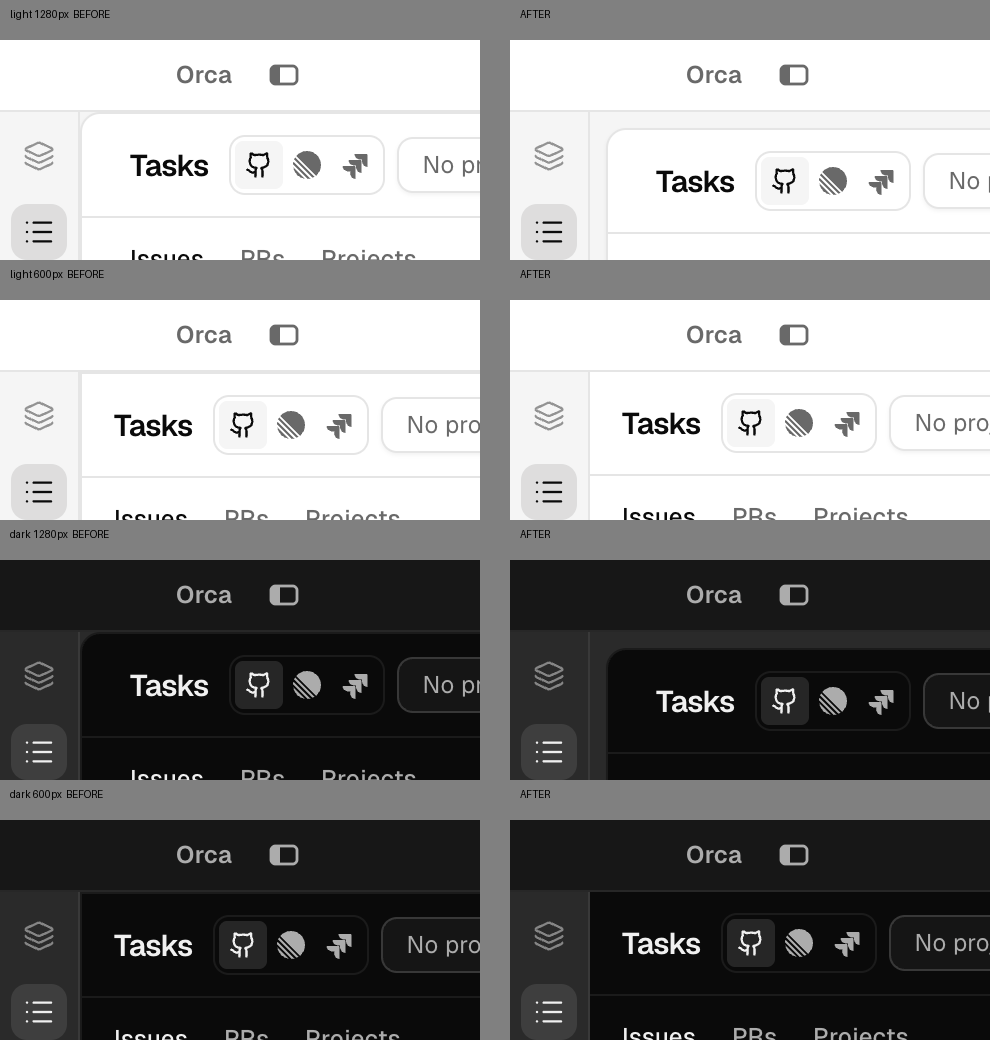 light 1280px BEFORE
AFTER
Orca
Orca
Tasks
No pr
Tasks
No p
Issues PRs Projects
light 600px BEFORE
AFTER
Orca
Orca
Tasks
No pro
Tasks
No pro
Issues PRs Projects
Issues PRs Projects
dark 1280px BEFORE
AFTER
Orca
Orca
Tasks
No pr
Tasks
No p
Issues PRs Projects
dark 600px BEFORE
AFTER
Orca
Orca
Tasks
No pro
Tasks
No pro
Issues PRs Projects
Issues PRs Projects